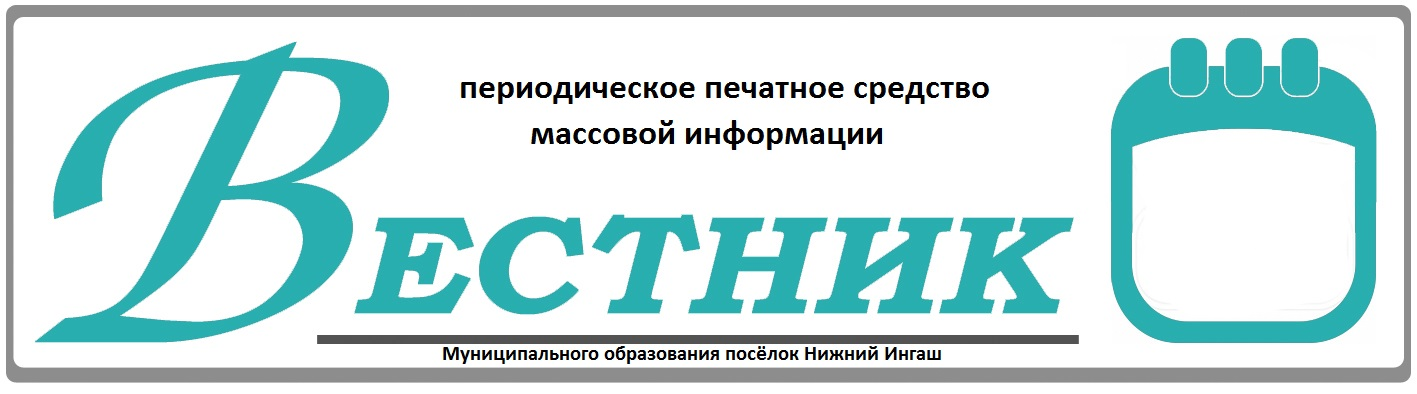 периодическое печатное средство
массовой информации
Вестник
Муниципального образования посёлок Нижний Ингаш